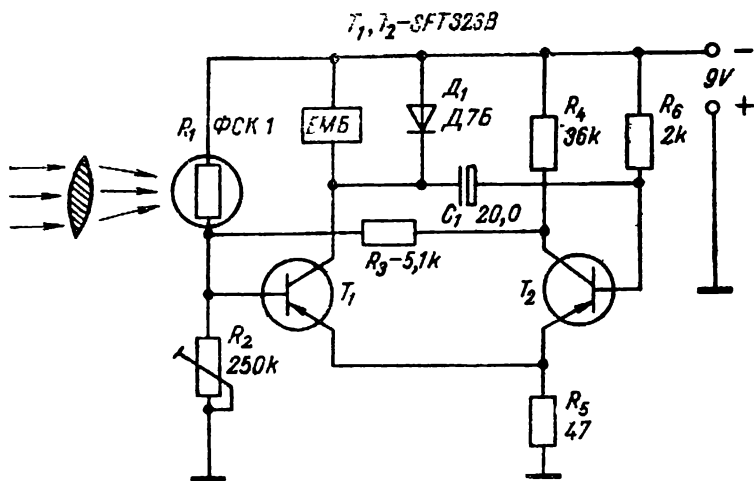 T₁, T₂-SFT323B
R₁ ФСК 1
ЕМБ
Д₁
Д7Б
R₄
36k
R₆
2k
−
9V
+
C₁ 20,0
R₃-5,1k
T₁
T₂
R₂
250k
R₅
47